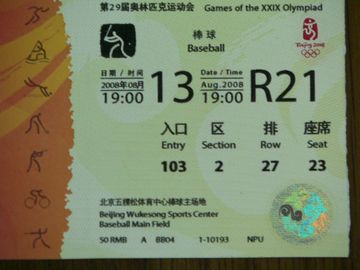 第29届奥林匹克运动会 Games of the XXIX Olympiad
棒球
Baseball
Beijing 2008
日期 / 时间 Date / Time
2008年08月 13 Aug.2008 R21
19:00 19:00
入口 区 排 座席
Entry Section Row Seat
103 2 27 23
北京五棵松体育中心棒球主场地
Beijing Wukesong Sports Center
Baseball Main Field
50 RMB A BB04 1-10193 NPU